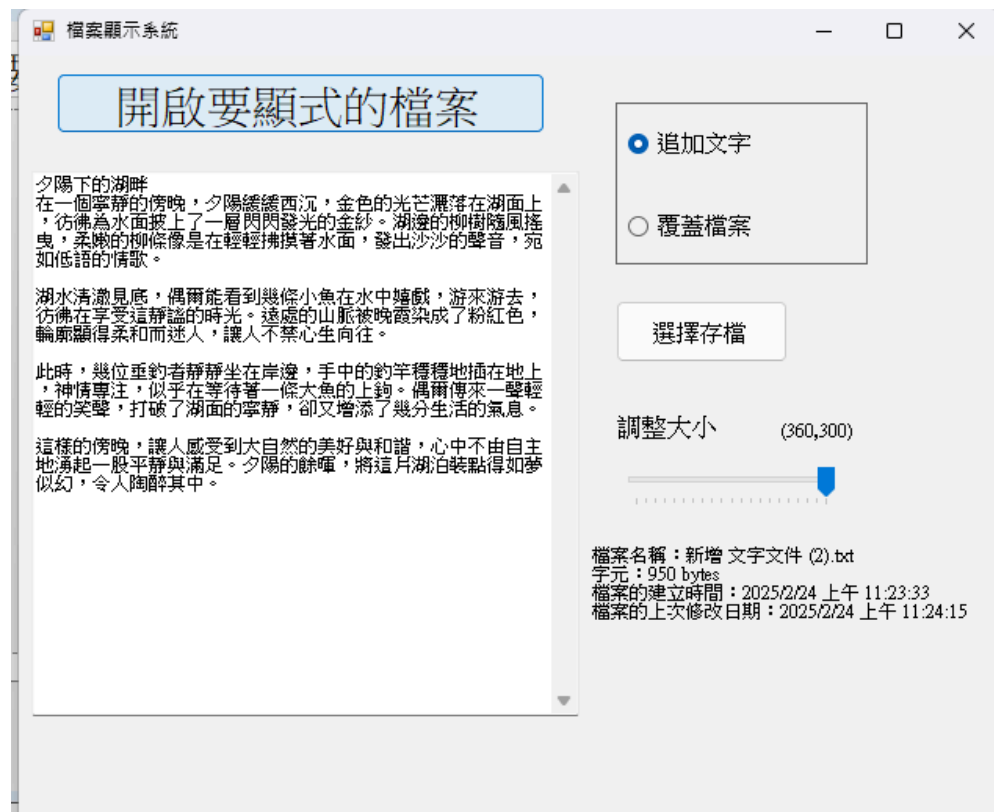 檔案顯示系統
開啟要顯式的檔案
夕陽下的湖畔
在一個寧靜的傍晚，夕陽緩緩西沉，金色的光芒灑落在湖面上
，彷彿為水面披上了一層閃閃發光的金紗。湖邊的柳樹隨風搖
曳，柔嫩的柳條像是在輕輕拂摸著水面，發出沙沙的聲音，宛
如低語的情歌。
湖水清澈見底，偶爾能看到幾條小魚在水中嬉戲，游來游去，
彷彿在享受這靜謐的時光。遠處的山脈被晚霞染成了粉紅色，
輪廓顯得柔和而迷人，讓人不禁心生向往。
此時，幾位垂釣者靜靜坐在岸邊，手中的釣竿穩穩地插在地上
，神情專注，似乎在等待著一條大魚的上鉤。偶爾傳來一聲輕
輕的笑聲，打破了湖面的寧靜，卻又增添了幾分生活的氣息。
這樣的傍晚，讓人感受到大自然的美好與和諧，心中不由自主
地湧起一股平靜與滿足。夕陽的餘暉，將這片湖泊裝點得如夢
似幻，令人陶醉其中。
追加文字
覆蓋檔案
選擇存檔
調整大小 (360,300)
檔案名稱：新增 文字文件 (2).txt
字元：950 bytes
檔案的建立時間：2025/2/24 上午 11:23:33
檔案的上次修改日期：2025/2/24 上午 11:24:15